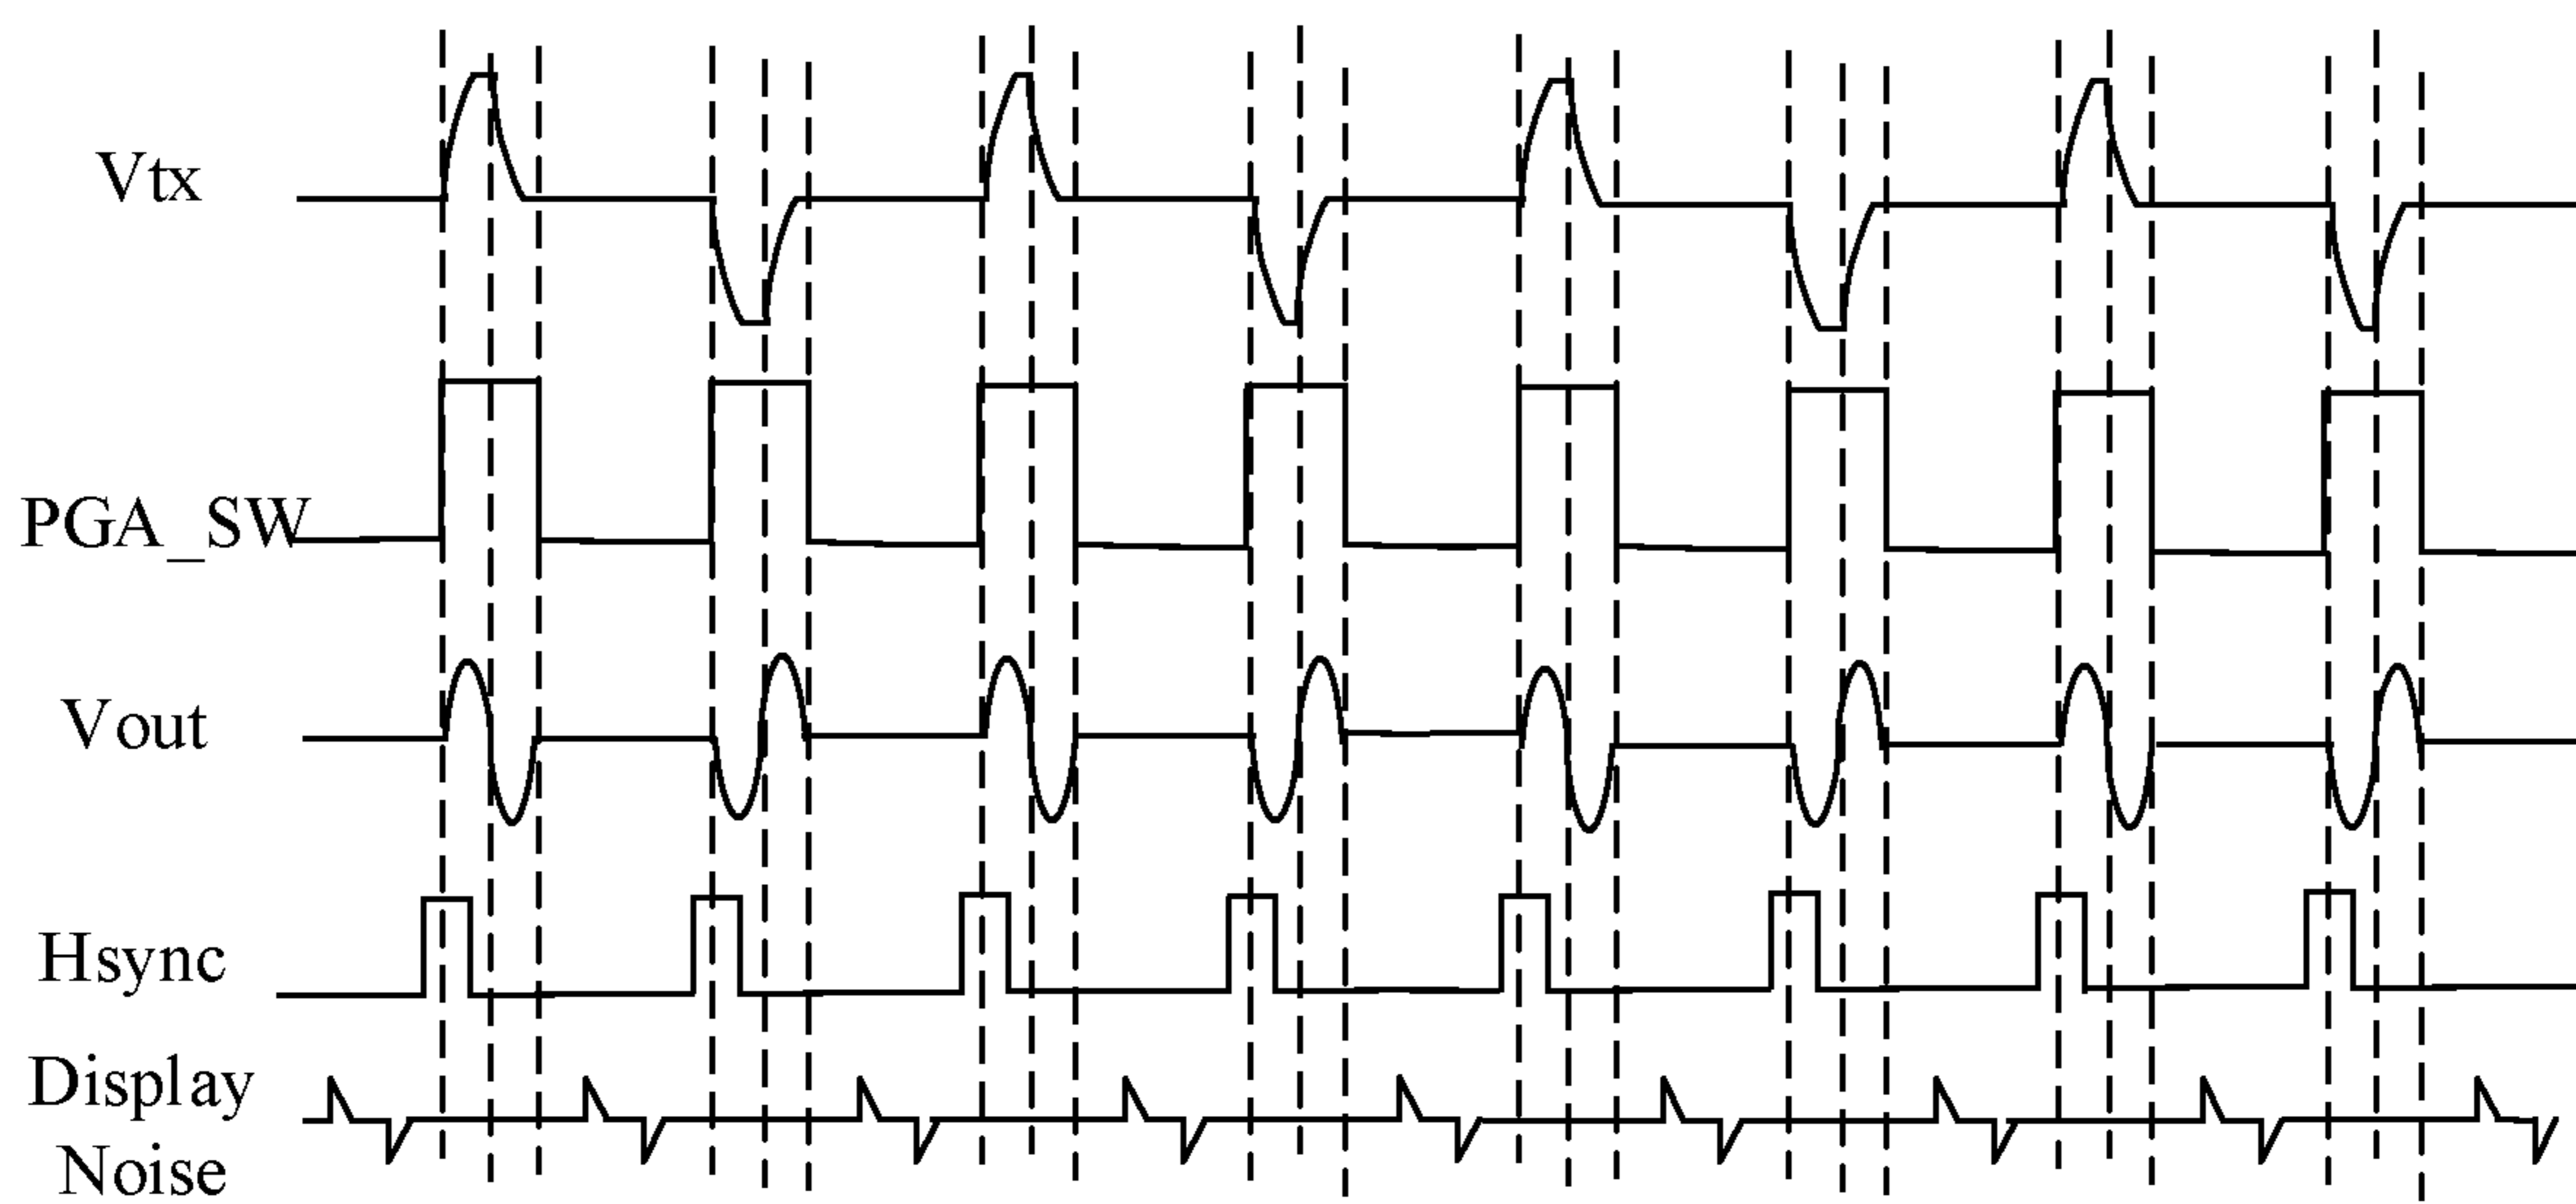 Vtx
PGA_SW
Vout
Hsync
Display
Noise